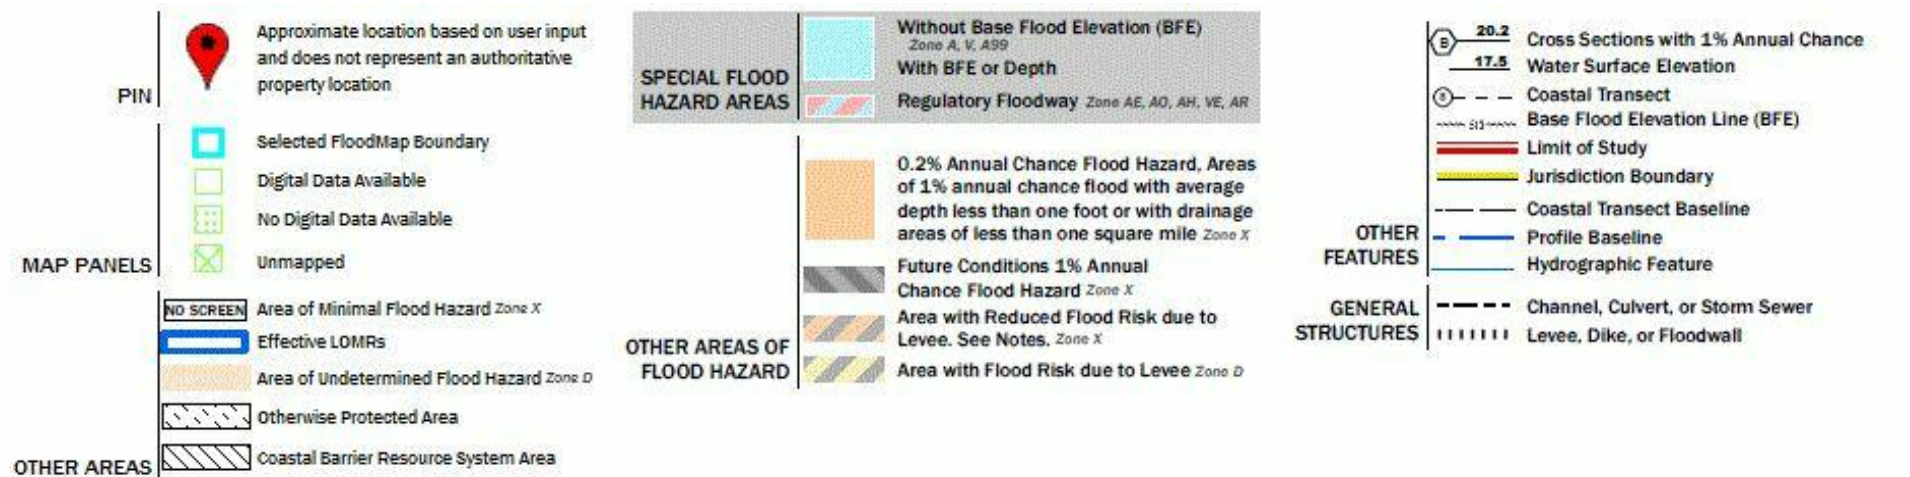 PIN
Approximate location based on user input
and does not represent an authoritative
property location
MAP PANELS
Selected FloodMap Boundary
Digital Data Available
No Digital Data Available
Unmapped
OTHER AREAS
NO SCREEN Area of Minimal Flood Hazard Zone X
Effective LOMRs
Area of Undetermined Flood Hazard Zone D
Otherwise Protected Area
Coastal Barrier Resource System Area
SPECIAL FLOOD
HAZARD AREAS
Without Base Flood Elevation (BFE)
Zone A, V, A99
With BFE or Depth
Regulatory Floodway Zone AE, AO, AH, VE, AR
OTHER AREAS OF
FLOOD HAZARD
0.2% Annual Chance Flood Hazard, Areas
of 1% annual chance flood with average
depth less than one foot or with drainage
areas of less than one square mile Zone X
Future Conditions 1% Annual
Chance Flood Hazard Zone X
Area with Reduced Flood Risk due to
Levee. See Notes. Zone X
Area with Flood Risk due to Levee Zone D
OTHER
FEATURES
B 20.2 Cross Sections with 1% Annual Chance
17.5 Water Surface Elevation
8 Coastal Transect
513 Base Flood Elevation Line (BFE)
Limit of Study
Jurisdiction Boundary
Coastal Transect Baseline
Profile Baseline
Hydrographic Feature
GENERAL
STRUCTURES
Channel, Culvert, or Storm Sewer
Levee, Dike, or Floodwall